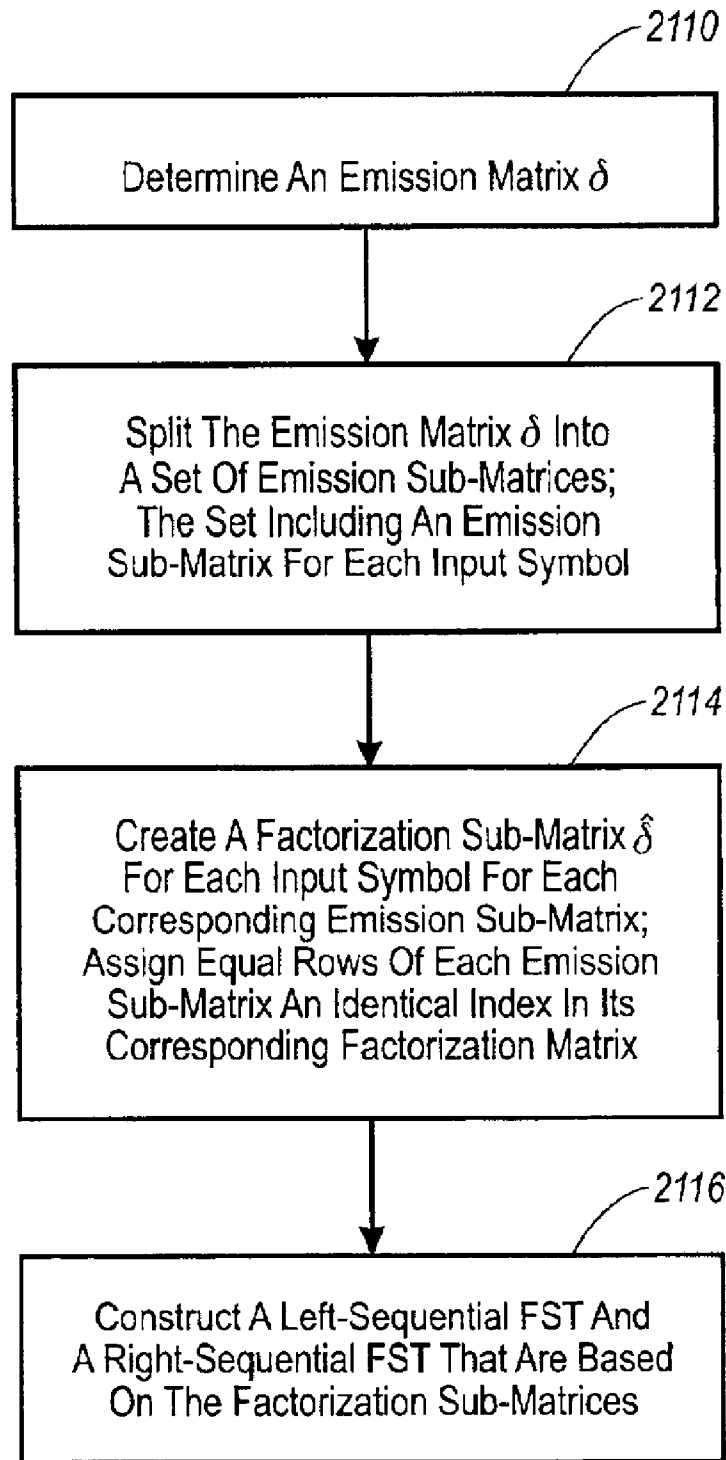 2110
Determine An Emission Matrix δ
2112
Split The Emission Matrix δ Into
A Set Of Emission Sub-Matrices;
The Set Including An Emission
Sub-Matrix For Each Input Symbol
2114
Create A Factorization Sub-Matrix δ̂
For Each Input Symbol For Each
Corresponding Emission Sub-Matrix;
Assign Equal Rows Of Each Emission
Sub-Matrix An Identical Index In Its
Corresponding Factorization Matrix
2116
Construct A Left-Sequential FST And
A Right-Sequential FST That Are Based
On The Factorization Sub-Matrices